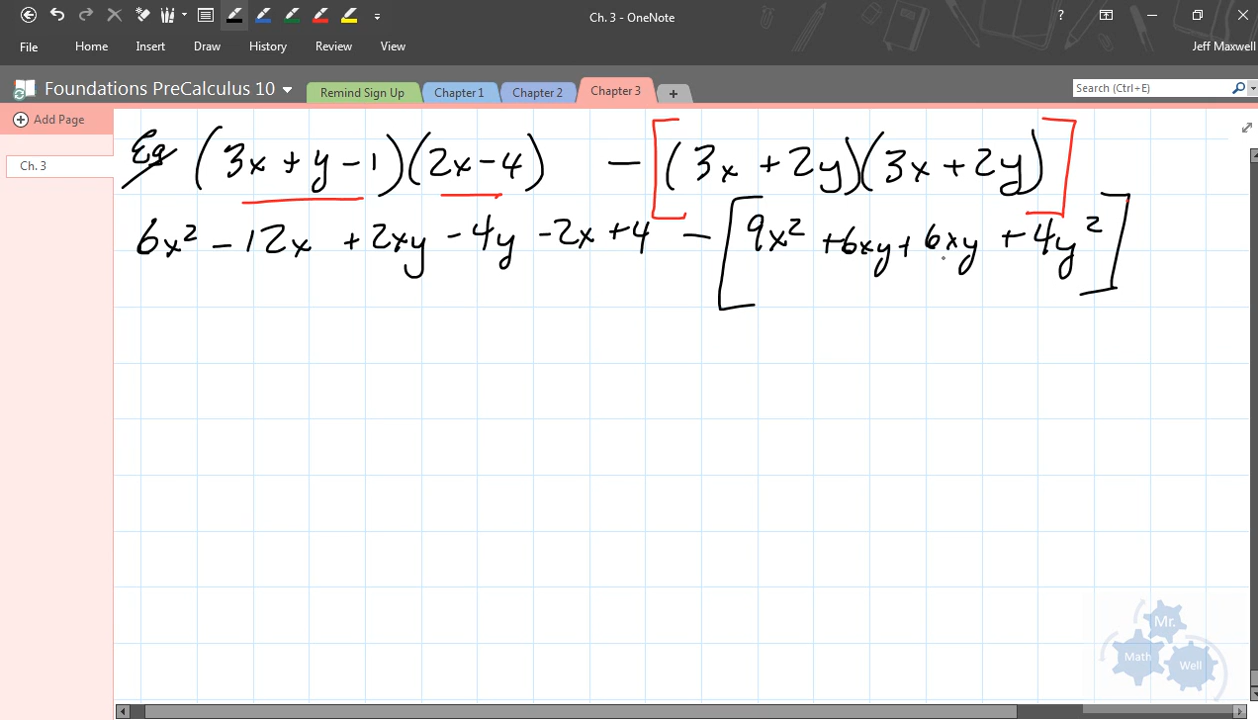 Ch. 3 - OneNote
?
File Home Insert Draw History Review View
Jeff Maxwell
Foundations PreCalculus 10
Remind Sign Up Chapter 1 Chapter 2 Chapter 3 +
Search (Ctrl+E)
Add Page
Ch. 3
Eg (3x + y - 1)(2x - 4) - [(3x + 2y)(3x + 2y)]
6x² - 12x + 2xy - 4y - 2x + 4 - [9x² + 6xy + 6xy + 4y²]
Mr.
Math
Well